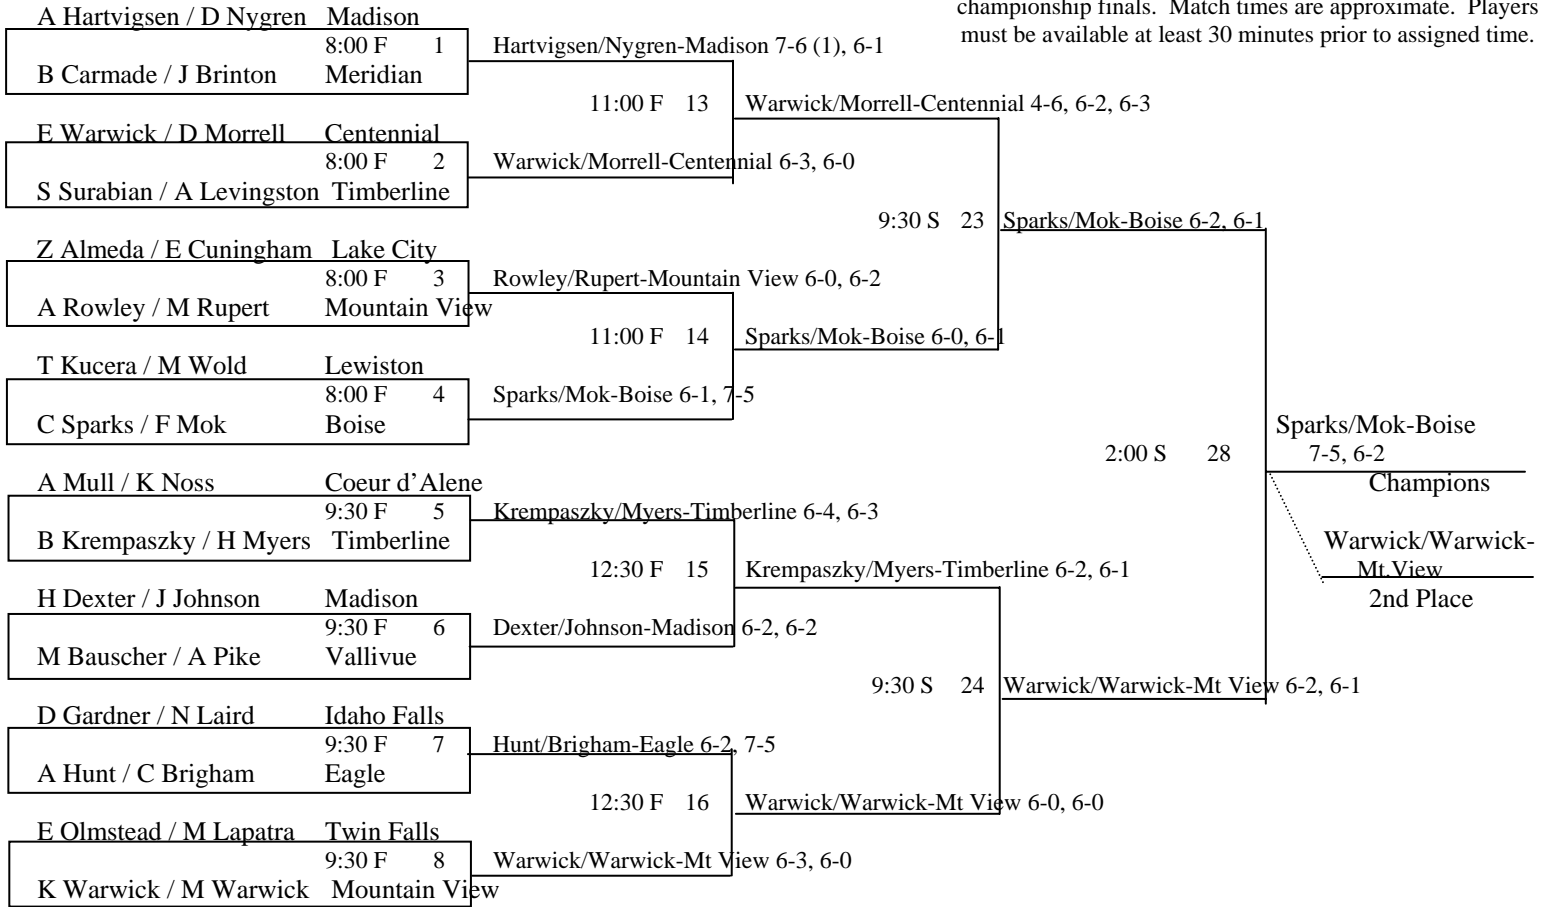 championship finals.  Match times are approximate.  Players
must be available at least 30 minutes prior to assigned time.
A Hartvigsen / D Nygren   Madison
8:00 F   1   Hartvigsen/Nygren-Madison 7-6 (1), 6-1
B Carmade / J Brinton   Meridian
11:00 F   13   Warwick/Morrell-Centennial 4-6, 6-2, 6-3
E Warwick / D Morrell   Centennial
8:00 F   2   Warwick/Morrell-Centennial 6-3, 6-0
S Surabian / A Levingston   Timberline
9:30 S   23   Sparks/Mok-Boise 6-2, 6-1
Z Almeda / E Cuningham   Lake City
8:00 F   3   Rowley/Rupert-Mountain View 6-0, 6-2
A Rowley / M Rupert   Mountain View
11:00 F   14   Sparks/Mok-Boise 6-0, 6-1
T Kucera / M Wold   Lewiston
8:00 F   4   Sparks/Mok-Boise 6-1, 7-5
C Sparks / F Mok   Boise   Sparks/Mok-Boise
2:00 S   28   7-5, 6-2
A Mull / K Noss   Coeur d’Alene   Champions
9:30 F   5   Krempaszky/Myers-Timberline 6-4, 6-3
B Krempaszky / H Myers   Timberline   Warwick/Warwick-
12:30 F   15   Krempaszky/Myers-Timberline 6-2, 6-1   Mt.View
H Dexter / J Johnson   Madison   2nd Place
9:30 F   6   Dexter/Johnson-Madison 6-2, 6-2
M Bauscher / A Pike   Vallivue
9:30 S   24   Warwick/Warwick-Mt View 6-2, 6-1
D Gardner / N Laird   Idaho Falls
9:30 F   7   Hunt/Brigham-Eagle 6-2, 7-5
A Hunt / C Brigham   Eagle
12:30 F   16   Warwick/Warwick-Mt View 6-0, 6-0
E Olmstead / M Lapatra   Twin Falls
9:30 F   8   Warwick/Warwick-Mt View 6-3, 6-0
K Warwick / M Warwick   Mountain View